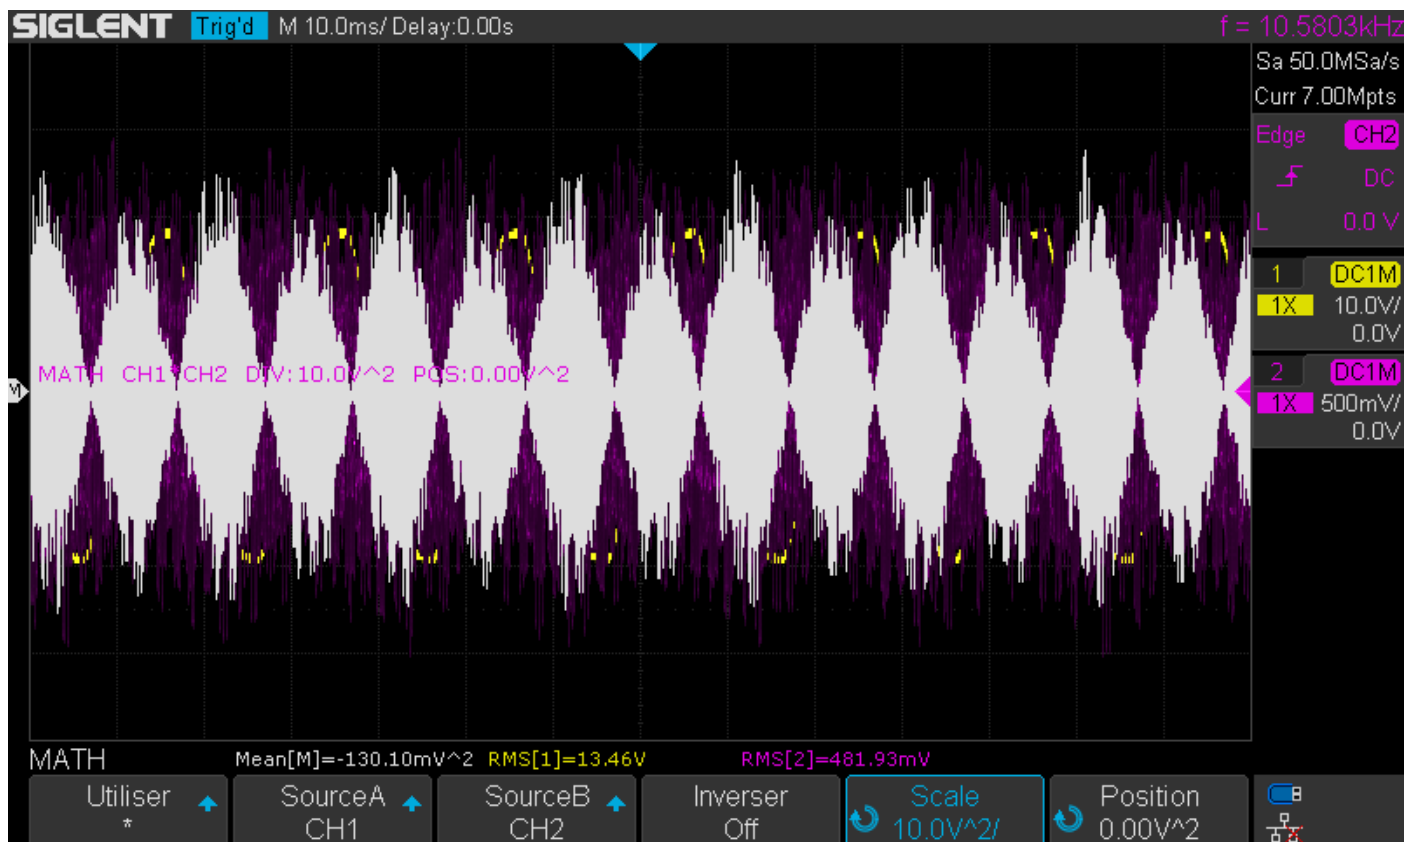 SIGLENT Trig'd M 10.0ms/ Delay:0.00s f = 10.5803kHz
Sa 50.0MSa/s
Curr 7.00Mpts
Edge CH2
DC
L 0.0 V
1 DC1M
1X 10.0V/
0.0V
2 DC1M
1X 500mV/
0.0V
M
MATH CH1*CH2 DIV:10.0V^2 POS:0.00V^2
MATH Mean[M]=-130.10mV^2 RMS[1]=13.46V RMS[2]=481.93mV
Utiliser SourceA SourceB Inverser Scale Position
* CH1 CH2 Off 10.0V^2/ 0.00V^2